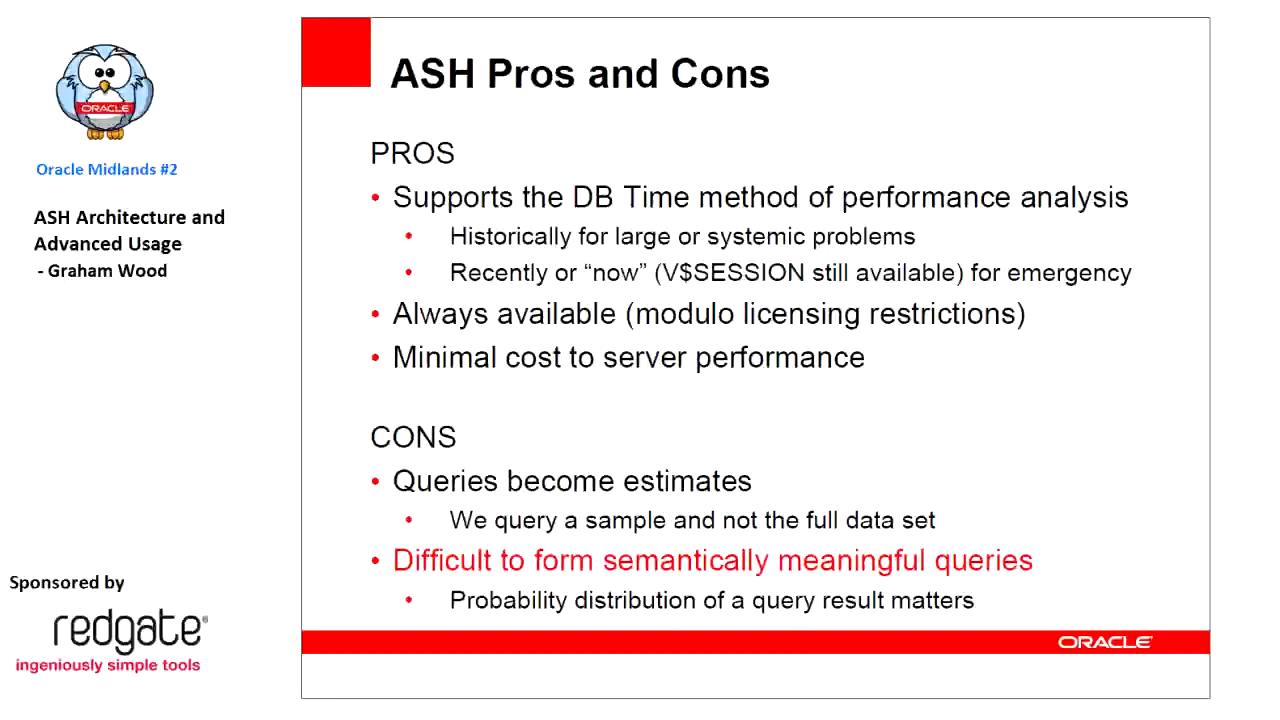 ORACLE
Oracle Midlands #2
ASH Architecture and
Advanced Usage
- Graham Wood
Sponsored by
redgate®
ingeniously simple tools
ASH Pros and Cons
PROS
• Supports the DB Time method of performance analysis
• Historically for large or systemic problems
• Recently or “now” (V$SESSION still available) for emergency
• Always available (modulo licensing restrictions)
• Minimal cost to server performance
CONS
• Queries become estimates
• We query a sample and not the full data set
• Difficult to form semantically meaningful queries
• Probability distribution of a query result matters
ORACLE